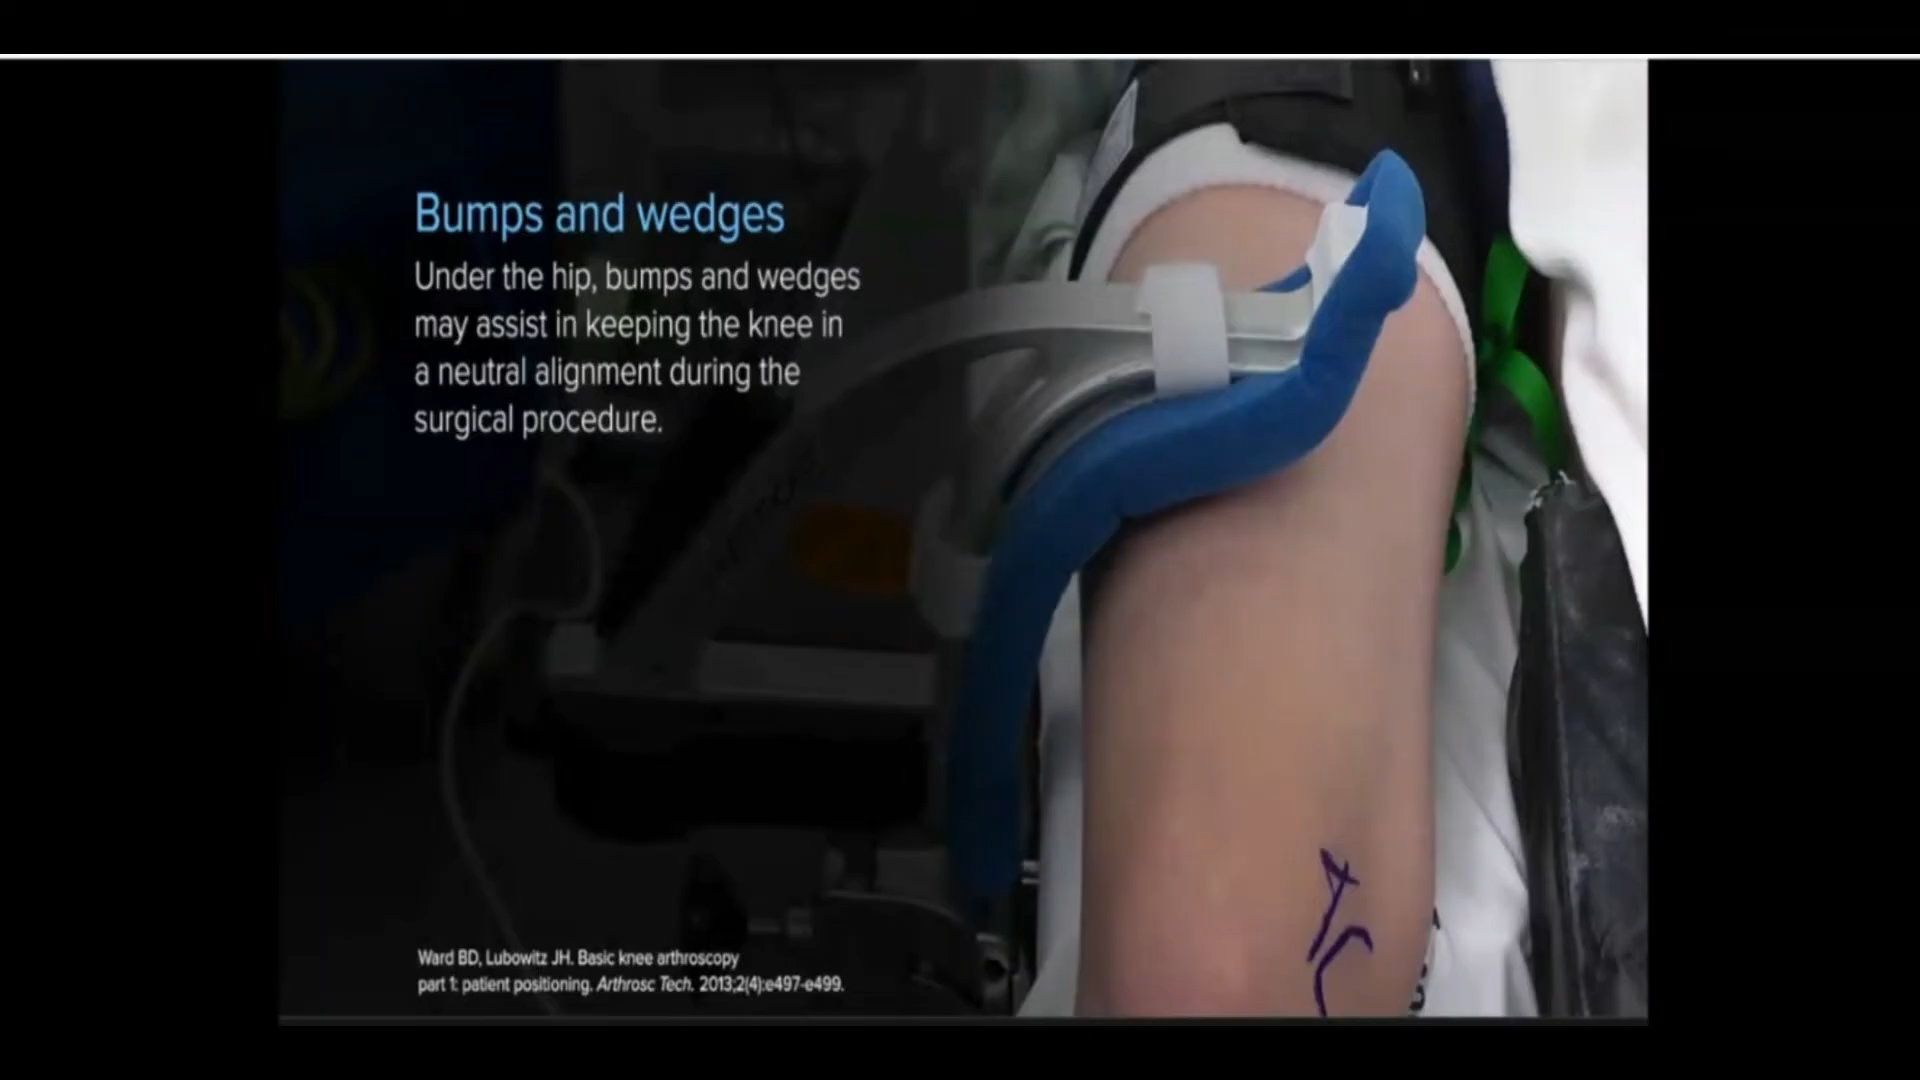 Bumps and wedges
Under the hip, bumps and wedges
may assist in keeping the knee in
a neutral alignment during the
surgical procedure.
Ward BD, Lubowitz JH. Basic knee arthroscopy
part 1: patient positioning. Arthrosc Tech. 2013;2(4):e497-e499.